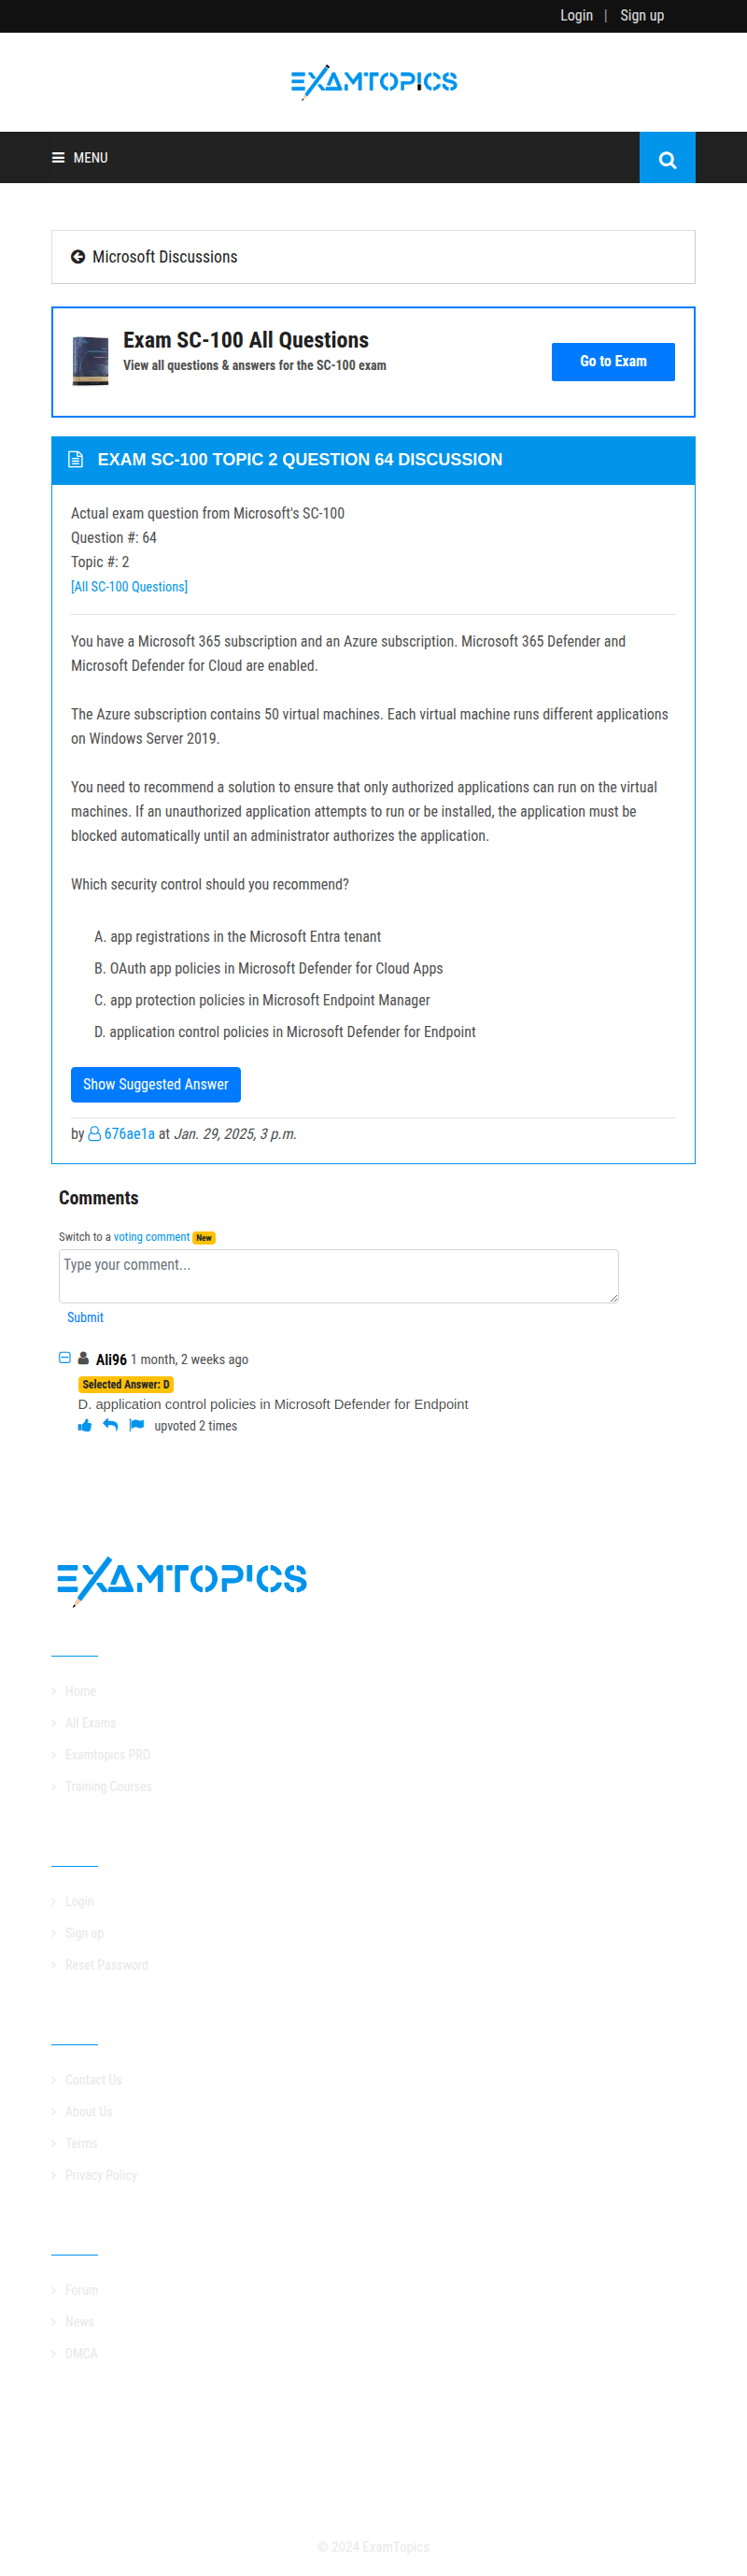 Login | Sign up
EXAMTOPICS
MENU
Microsoft Discussions
Exam SC-100 All Questions
View all questions & answers for the SC-100 exam
Go to Exam
EXAM SC-100 TOPIC 2 QUESTION 64 DISCUSSION
Actual exam question from Microsoft's SC-100
Question #: 64
Topic #: 2
[All SC-100 Questions]
You have a Microsoft 365 subscription and an Azure subscription. Microsoft 365 Defender and
Microsoft Defender for Cloud are enabled.
The Azure subscription contains 50 virtual machines. Each virtual machine runs different applications
on Windows Server 2019.
You need to recommend a solution to ensure that only authorized applications can run on the virtual
machines. If an unauthorized application attempts to run or be installed, the application must be
blocked automatically until an administrator authorizes the application.
Which security control should you recommend?
A. app registrations in the Microsoft Entra tenant
B. OAuth app policies in Microsoft Defender for Cloud Apps
C. app protection policies in Microsoft Endpoint Manager
D. application control policies in Microsoft Defender for Endpoint
Show Suggested Answer
by 676ae1a at Jan. 29, 2025, 3 p.m.
Comments
Switch to a voting comment New
Type your comment...
Submit
Ali96 1 month, 2 weeks ago
Selected Answer: D
D. application control policies in Microsoft Defender for Endpoint
upvoted 2 times
EXAMTOPICS
Home
All Exams
Examtopics PRO
Training Courses
Login
Sign up
Reset Password
Contact Us
About Us
Terms
Privacy Policy
Forum
News
DMCA
© 2024 ExamTopics